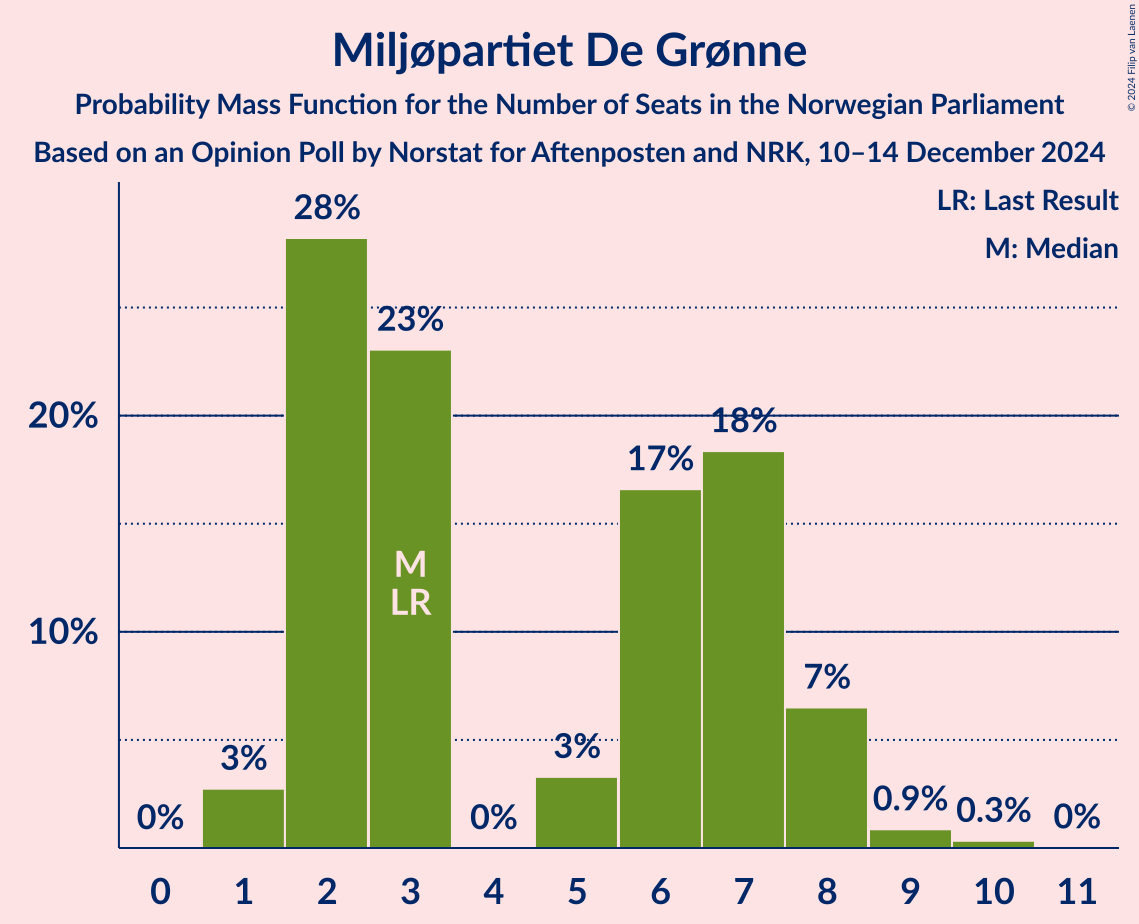 Miljøpartiet De Grønne
Probability Mass Function for the Number of Seats in the Norwegian Parliament
Based on an Opinion Poll by Norstat for Aftenposten and NRK, 10–14 December 2024
© 2024 Filip van Laenen
LR: Last Result
M: Median
28%
23%
20%
18%
17%
M
LR
10%
7%
3%
3%
0.9%
0.3%
0%
0%
0%
0 1 2 3 4 5 6 7 8 9 10 11